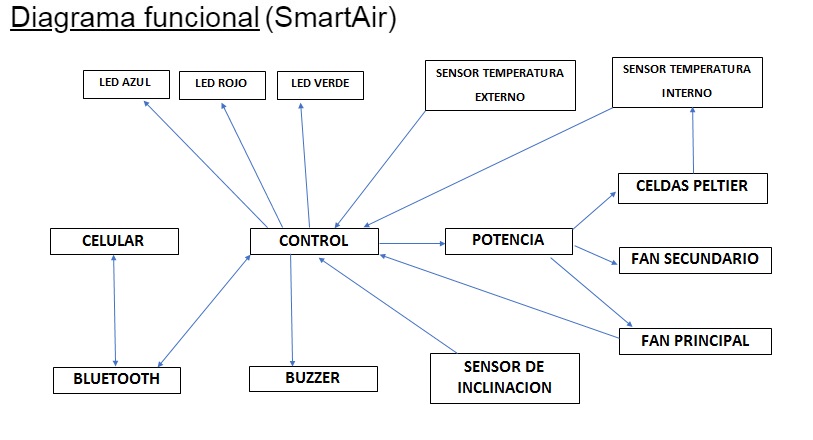 Diagrama funcional (SmartAir)
LED AZUL
LED ROJO
LED VERDE
SENSOR TEMPERATURA
EXTERNO
SENSOR TEMPERATURA
INTERNO
CELDAS PELTIER
CELULAR
CONTROL
POTENCIA
FAN SECUNDARIO
FAN PRINCIPAL
BLUETOOTH
BUZZER
SENSOR DE
INCLINACION